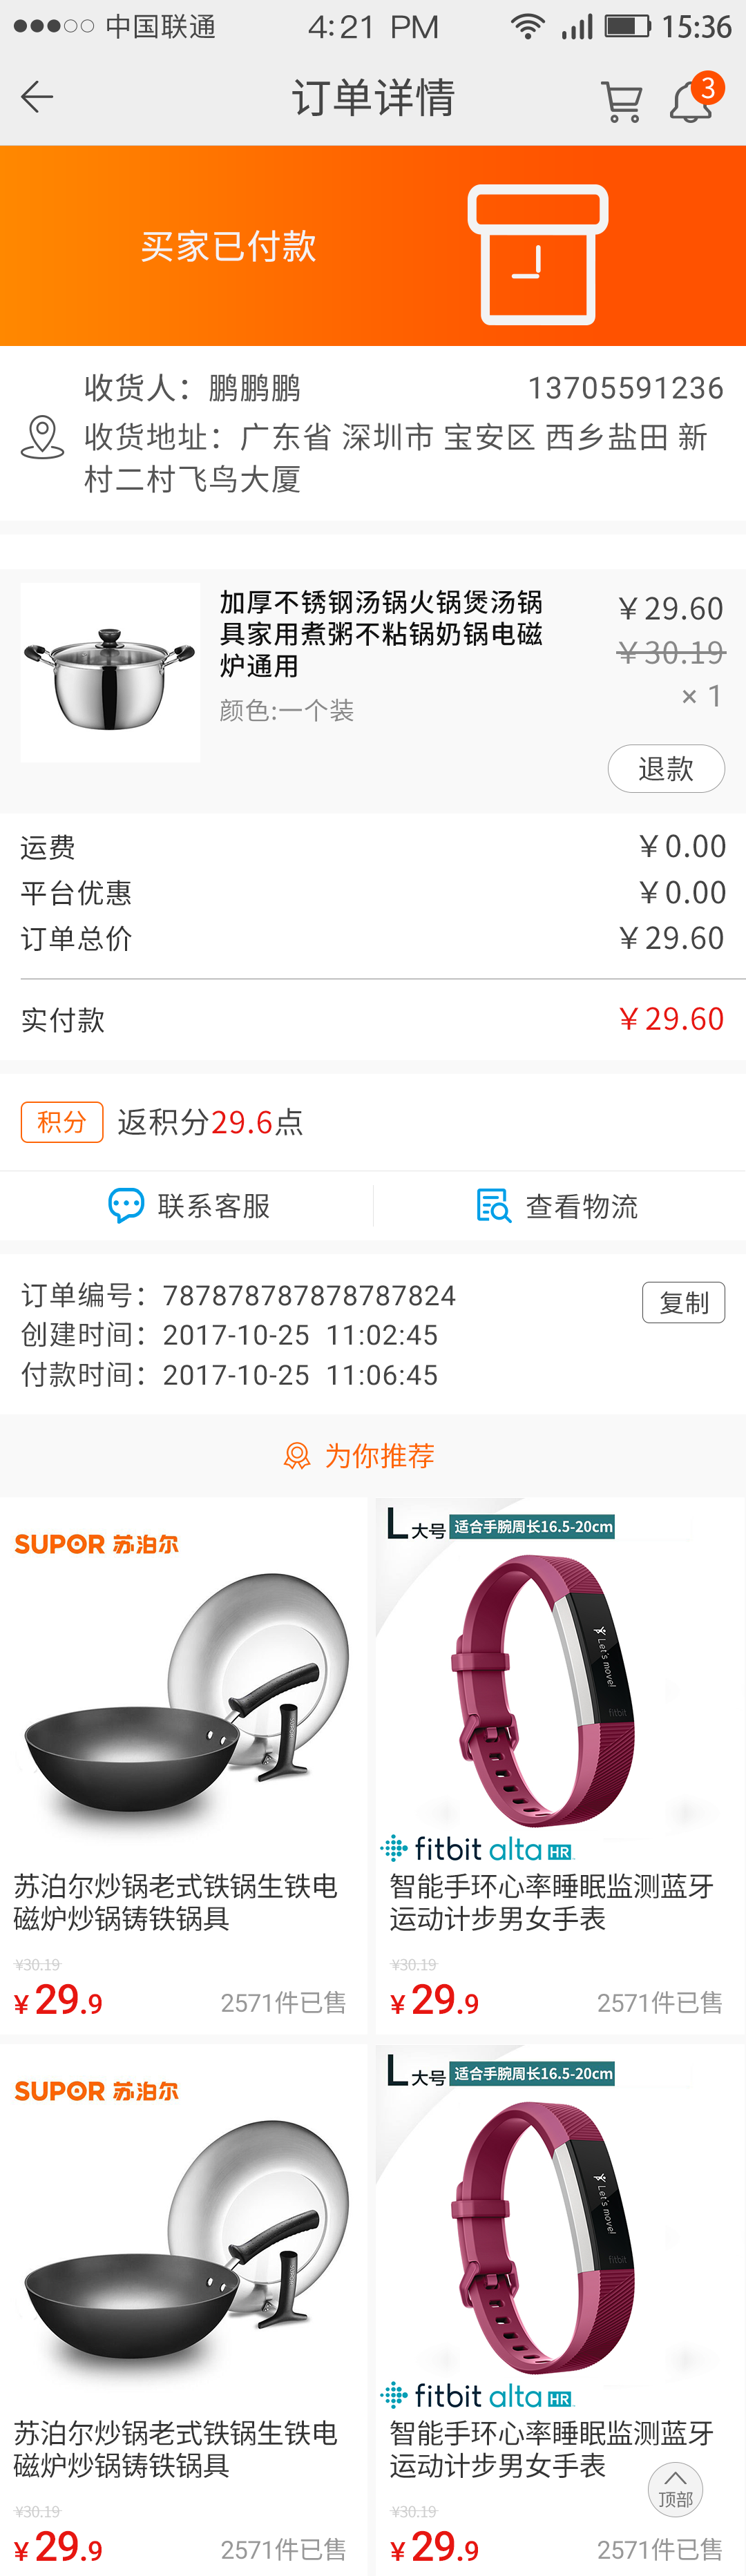 中国联通 4:21 PM 15:36
订单详情 3
买家已付款
收货人：鹏鹏鹏 13705591236
收货地址：广东省 深圳市 宝安区 西乡盐田 新
村二村飞鸟大厦
加厚不锈钢汤锅火锅煲汤锅
具家用煮粥不粘锅奶锅电磁
炉通用
颜色:一个装
￥29.60
￥30.19
× 1
退款
运费 ￥0.00
平台优惠 ￥0.00
订单总价 ￥29.60
实付款 ￥29.60
积分 返积分29.6点
联系客服 查看物流
订单编号：787878787878787824 复制
创建时间：2017-10-25 11:02:45
付款时间：2017-10-25 11:06:45
为你推荐
SUPOR 苏泊尔
苏泊尔炒锅老式铁锅生铁电
磁炉炒锅铸铁锅具
¥30.19
¥29.9 2571件已售
L大号 适合手腕周长16.5-20cm
Let's move!
fitbit
fitbit alta HR
智能手环心率睡眠监测蓝牙
运动计步男女手表
¥30.19
¥29.9 2571件已售
SUPOR 苏泊尔
苏泊尔炒锅老式铁锅生铁电
磁炉炒锅铸铁锅具
¥30.19
¥29.9 2571件已售
L大号 适合手腕周长16.5-20cm
Let's move!
fitbit
fitbit alta HR
智能手环心率睡眠监测蓝牙
运动计步男女手表
顶部
¥30.19
¥29.9 2571件已售